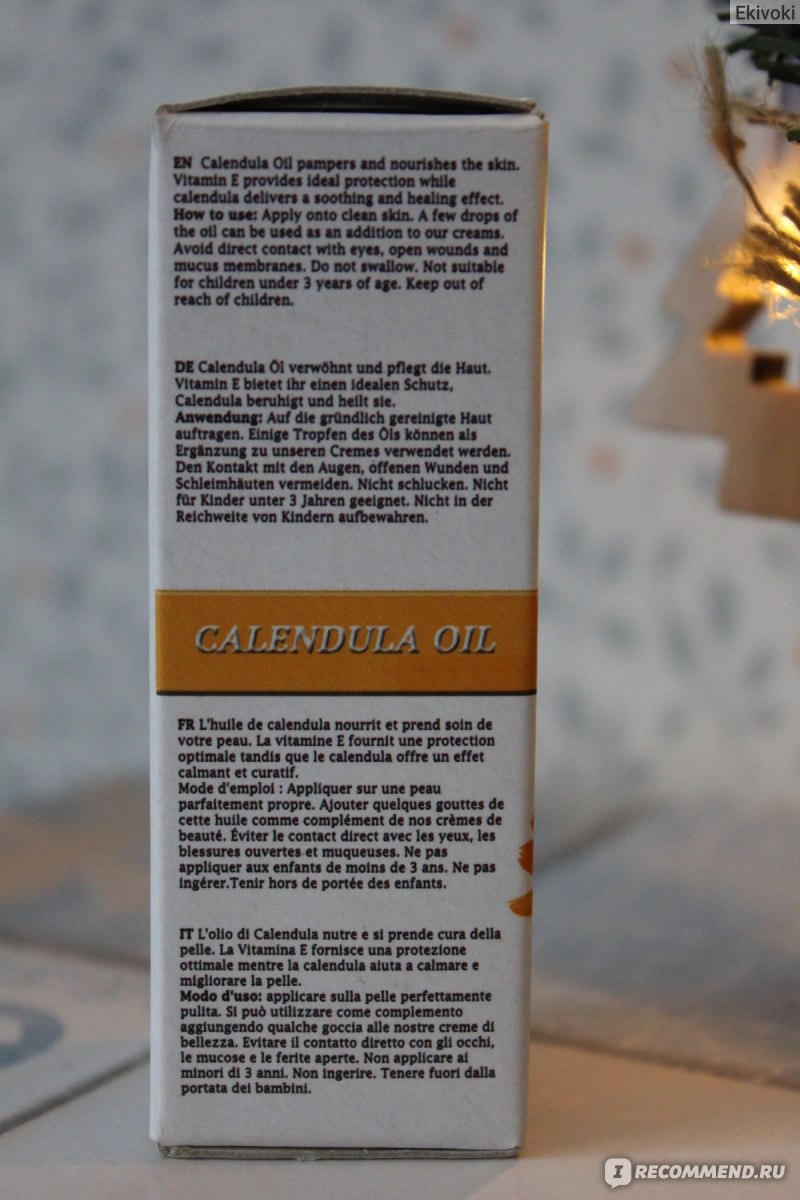 Ekivoki
EN Calendula Oil pampers and nourishes the skin.
Vitamin E provides ideal protection while
calendula delivers a soothing and healing effect.
How to use: Apply onto clean skin. A few drops of
the oil can be used as an addition to our creams.
Avoid direct contact with eyes, open wounds and
mucus membranes. Do not swallow. Not suitable
for children under 3 years of age. Keep out of
reach of children.
DE Calendula Öl verwöhnt und pflegt die Haut.
Vitamin E bietet ihr einen idealen Schutz,
Calendula beruhigt und heilt sie.
Anwendung: Auf die gründlich gereinigte Haut
auftragen. Einige Tropfen des Öls können als
Ergänzung zu unseren Cremes verwendet werden.
Den Kontakt mit den Augen, offenen Wunden und
Schleimhäuten vermeiden. Nicht schlucken. Nicht
für Kinder unter 3 Jahren geeignet. Nicht in der
Reichweite von Kindern aufbewahren.
CALENDULA OIL
FR L'huile de calendula nourrit et prend soin de
votre peau. La vitamine E fournit une protection
optimale tandis que le calendula offre un effet
calmant et curatif.
Mode d'emploi : Appliquer sur une peau
parfaitement propre. Ajouter quelques gouttes de
cette huile comme complément de nos crèmes de
beauté. Éviter le contact direct avec les yeux, les
blessures ouvertes et muqueuses. Ne pas
appliquer aux enfants de moins de 3 ans. Ne pas
ingérer.Tenir hors de portée des enfants.
IT L'olio di Calendula nutre e si prende cura della
pelle. La Vitamina E fornisce una protezione
ottimale mentre la calendula aiuta a calmare e
migliorare la pelle.
Modo d'uso: applicare sulla pelle perfettamente
pulita. Si può utilizzare come complemento
aggiungendo qualche goccia alle nostre creme di
bellezza. Evitare il contatto diretto con gli occhi,
le mucose e le ferite aperte. Non applicare ai
minori di 3 anni. Non ingerire. Tenere fuori dalla
portata dei bambini.
I RECOMMEND.RU